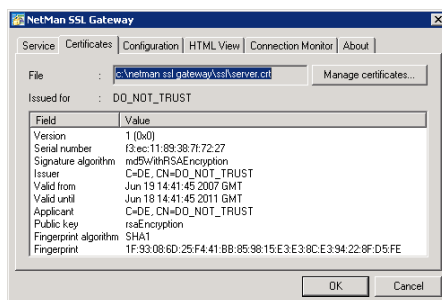 NetMan SSL Gateway
Service Certificates Configuration HTML View Connection Monitor About
File : c:\netman ssl gateway\ssl\server.crt Manage certificates...
Issued for : DO_NOT_TRUST
Field Value
Version 1 (0x0)
Serial number f3:ec:11:89:38:7f:72:27
Signature algorithm md5WithRSAEncryption
Issuer C=DE, CN=DO_NOT_TRUST
Valid from Jun 19 14:41:45 2007 GMT
Valid until Jun 18 14:41:45 2011 GMT
Applicant C=DE, CN=DO_NOT_TRUST
Public key rsaEncryption
Fingerprint algorithm SHA1
Fingerprint 1F:93:08:6D:25:F4:41:BB:85:98:15:E3:E3:8C:E3:94:22:8F:D5:FE
OK Cancel